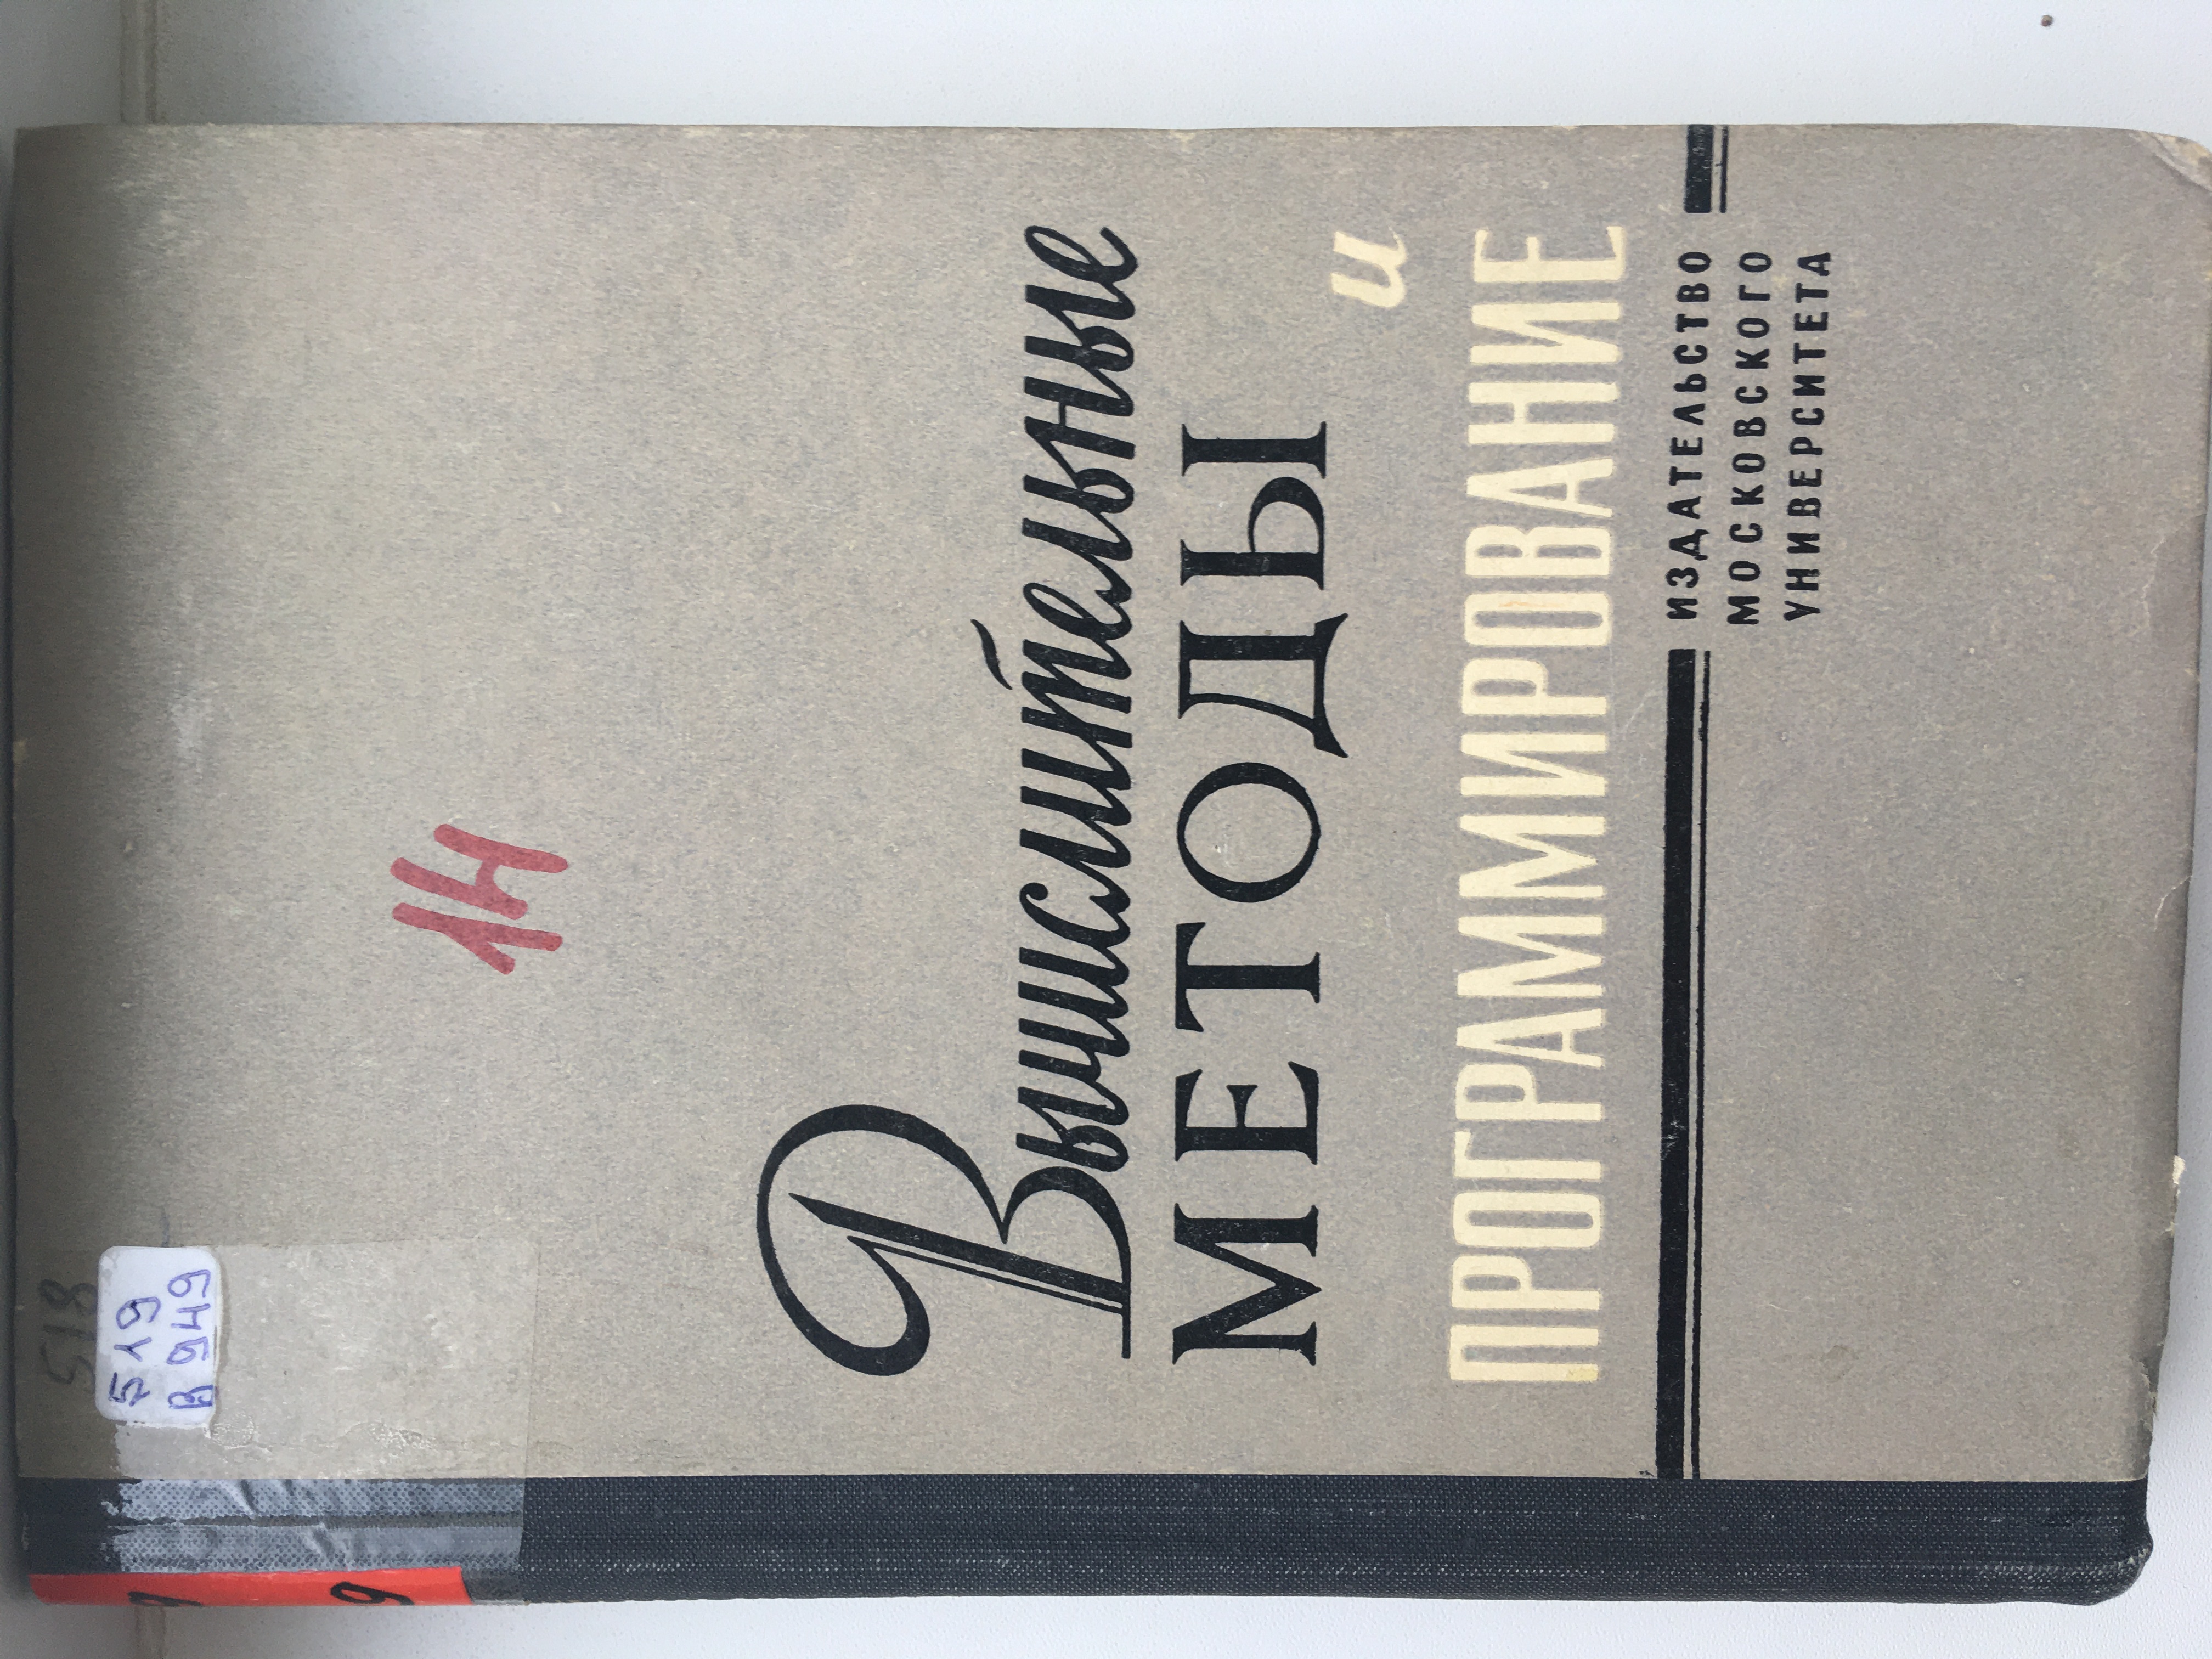 518
519
В 949
14
Вычислительные
МЕТОДЫ
и
ПРОГРАММИРОВАНИЕ
ИЗДАТЕЛЬСТВО
МОСКОВСКОГО
УНИВЕРСИТЕТА